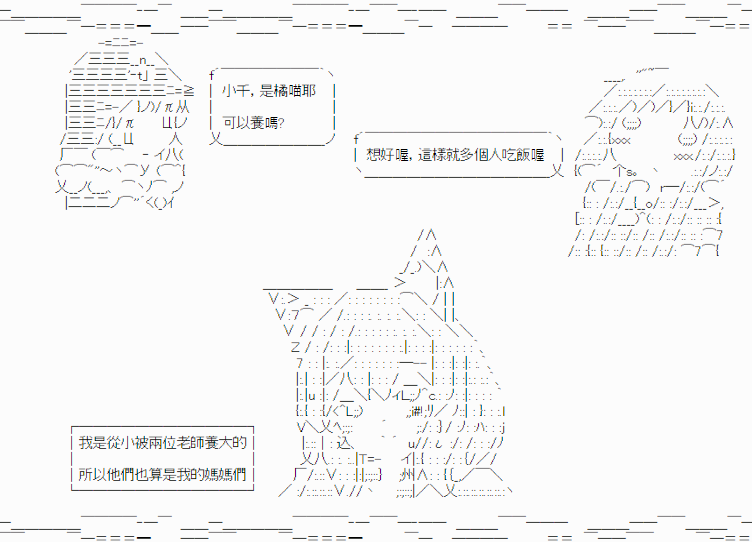 小千, 是橘喵耶
可以養嗎?
想好喔, 這樣就多個人吃飯喔
我是從小被兩位老師養大的
所以他們也算是我的媽媽們